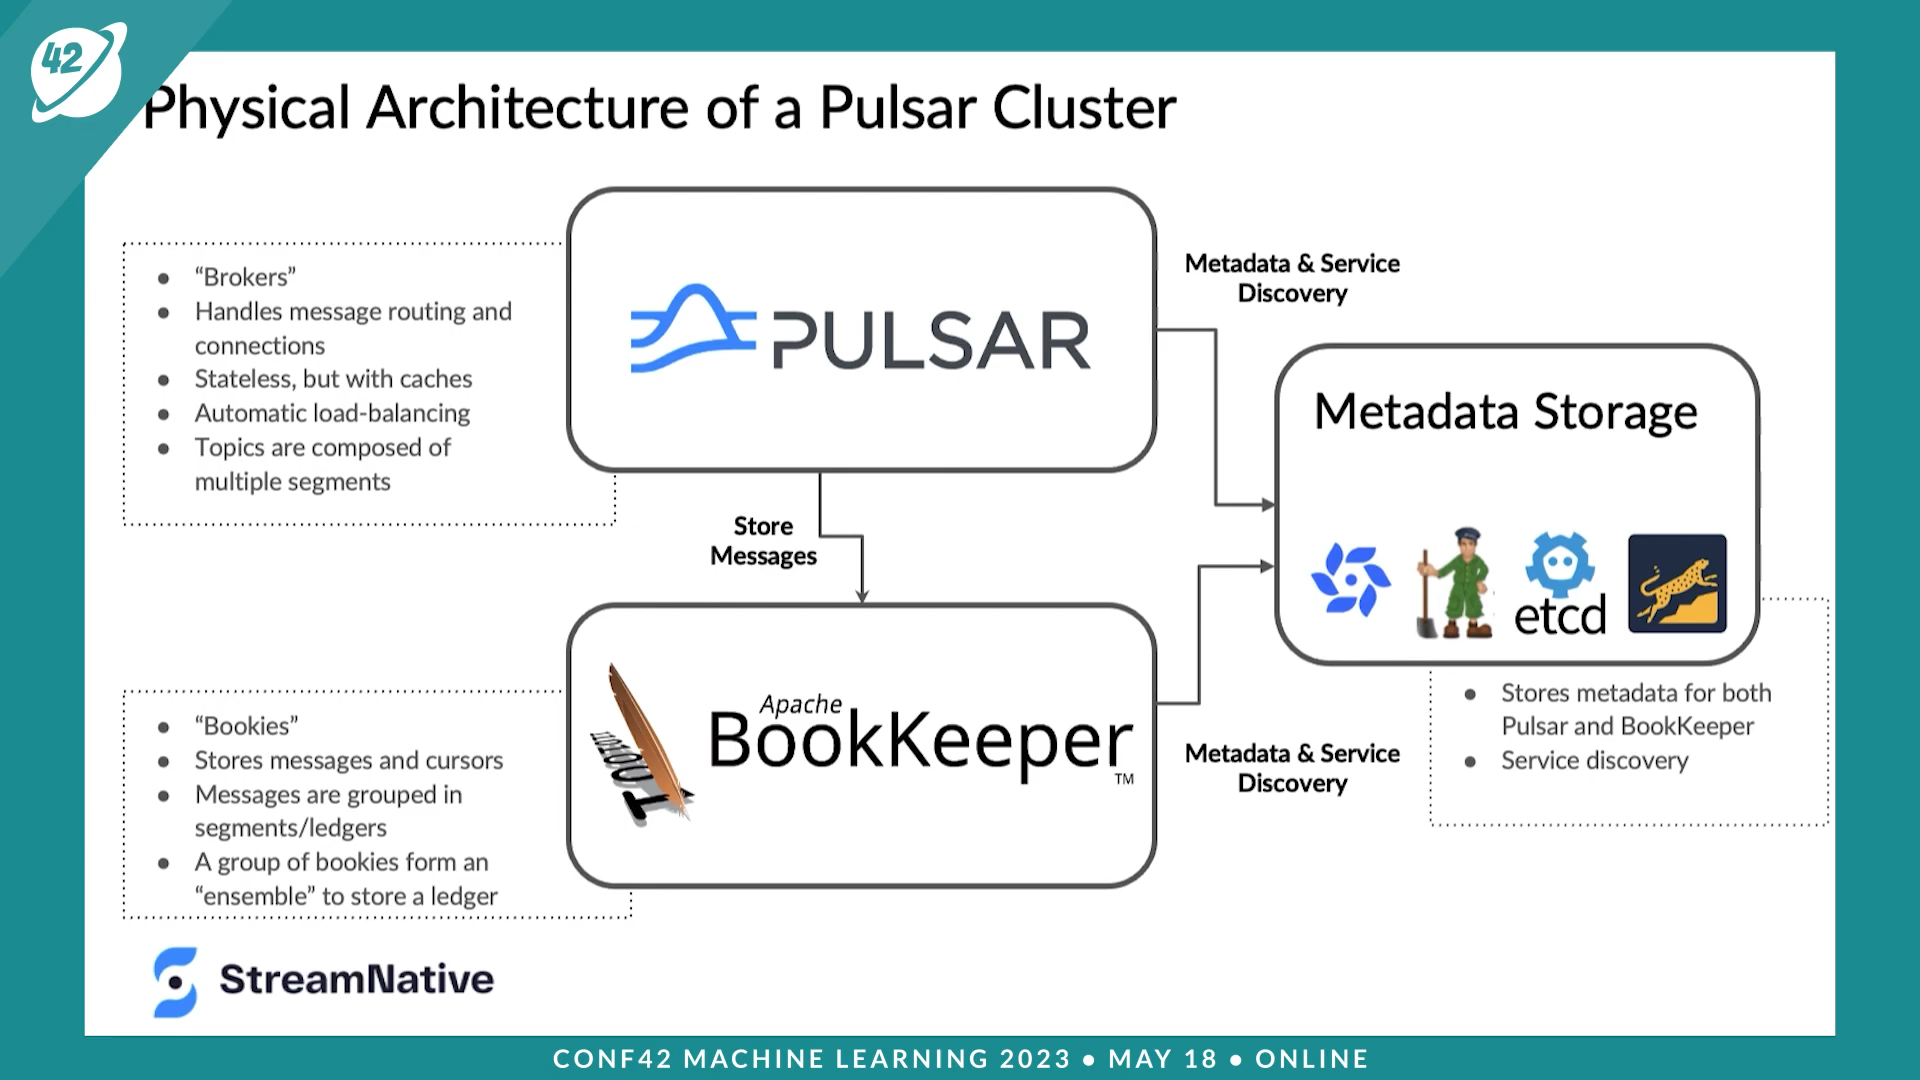 42
Physical Architecture of a Pulsar Cluster
● “Brokers”
● Handles message routing and
connections
● Stateless, but with caches
● Automatic load-balancing
● Topics are composed of
multiple segments
PULSAR
Metadata & Service
Discovery
Metadata Storage
etcd
Store
Messages
● “Bookies”
● Stores messages and cursors
● Messages are grouped in
segments/ledgers
● A group of bookies form an
“ensemble” to store a ledger
Apache
BookKeeper
TM
Metadata & Service
Discovery
● Stores metadata for both
Pulsar and BookKeeper
● Service discovery
StreamNative
CONF42 MACHINE LEARNING 2023 ● MAY 18 ● ONLINE